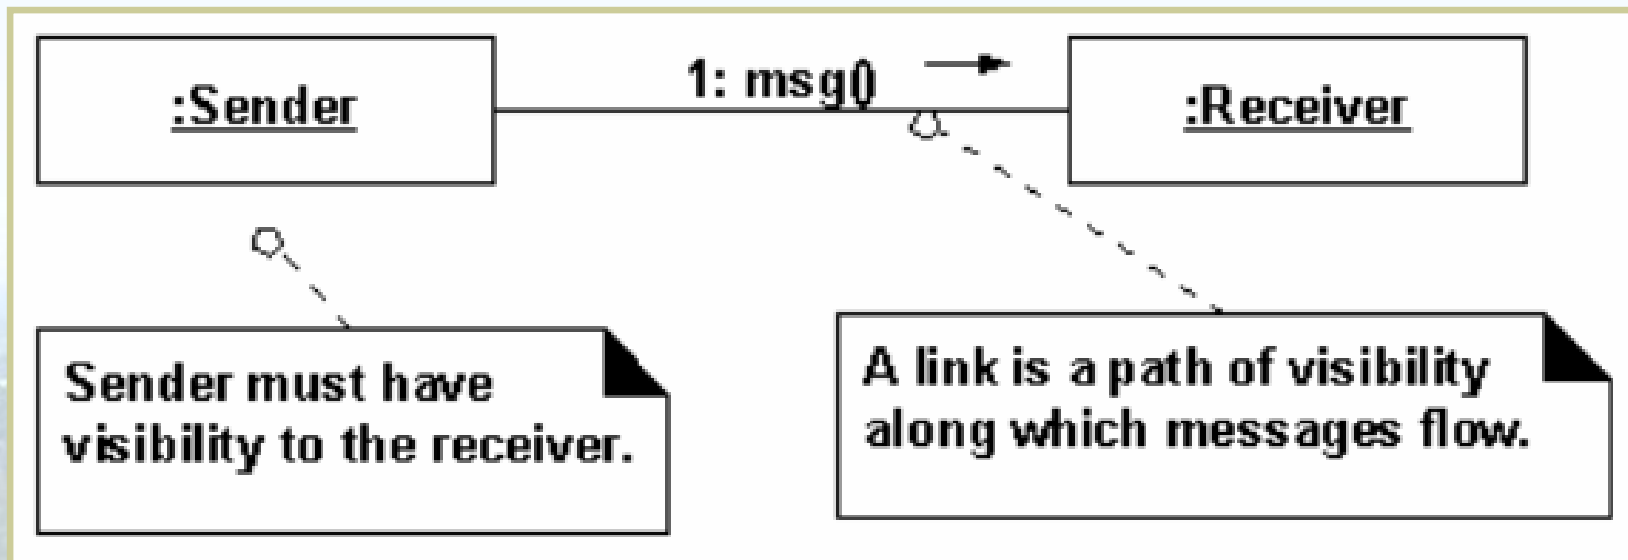 :Sender
1: msg()
:Receiver
Sender must have
visibility to the receiver.
A link is a path of visibility
along which messages flow.